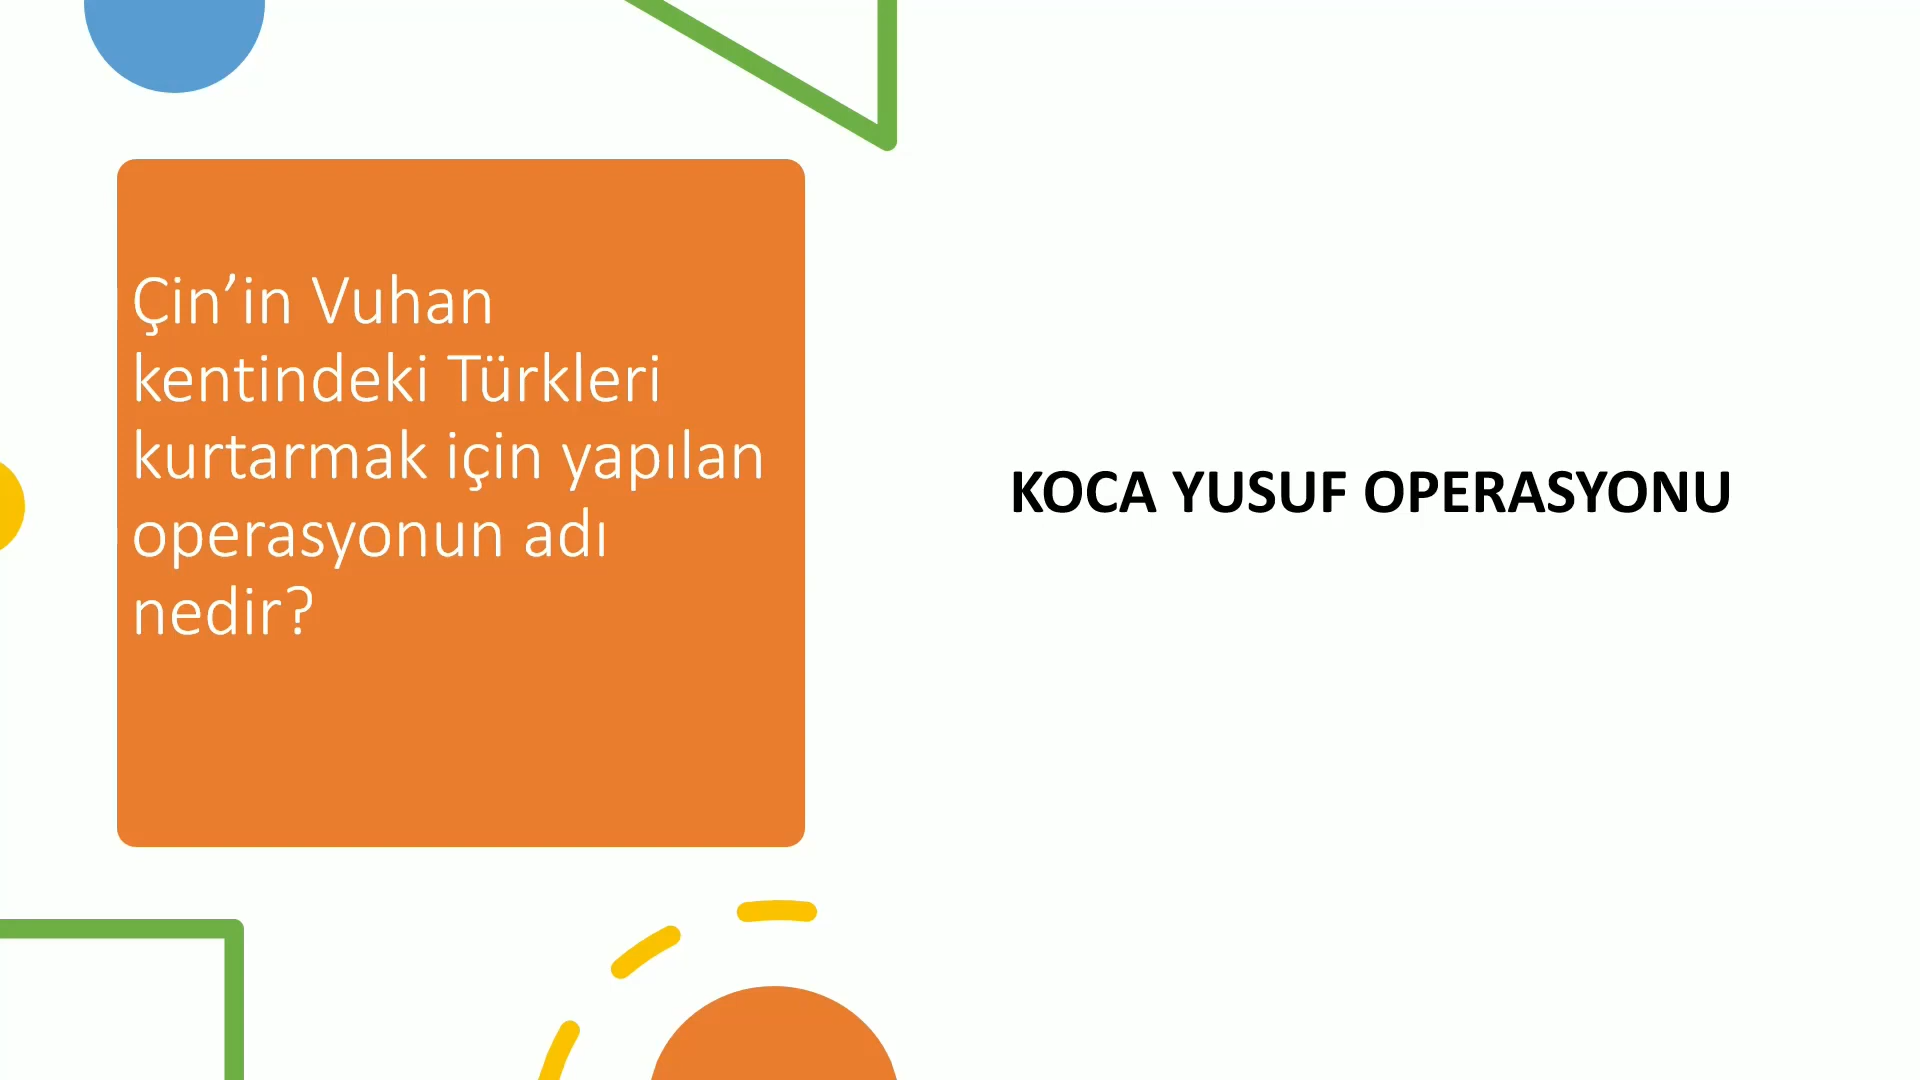 Çin’in Vuhan
kentindeki Türkleri
kurtarmak için yapılan
operasyonun adı
nedir?
KOCA YUSUF OPERASYONU